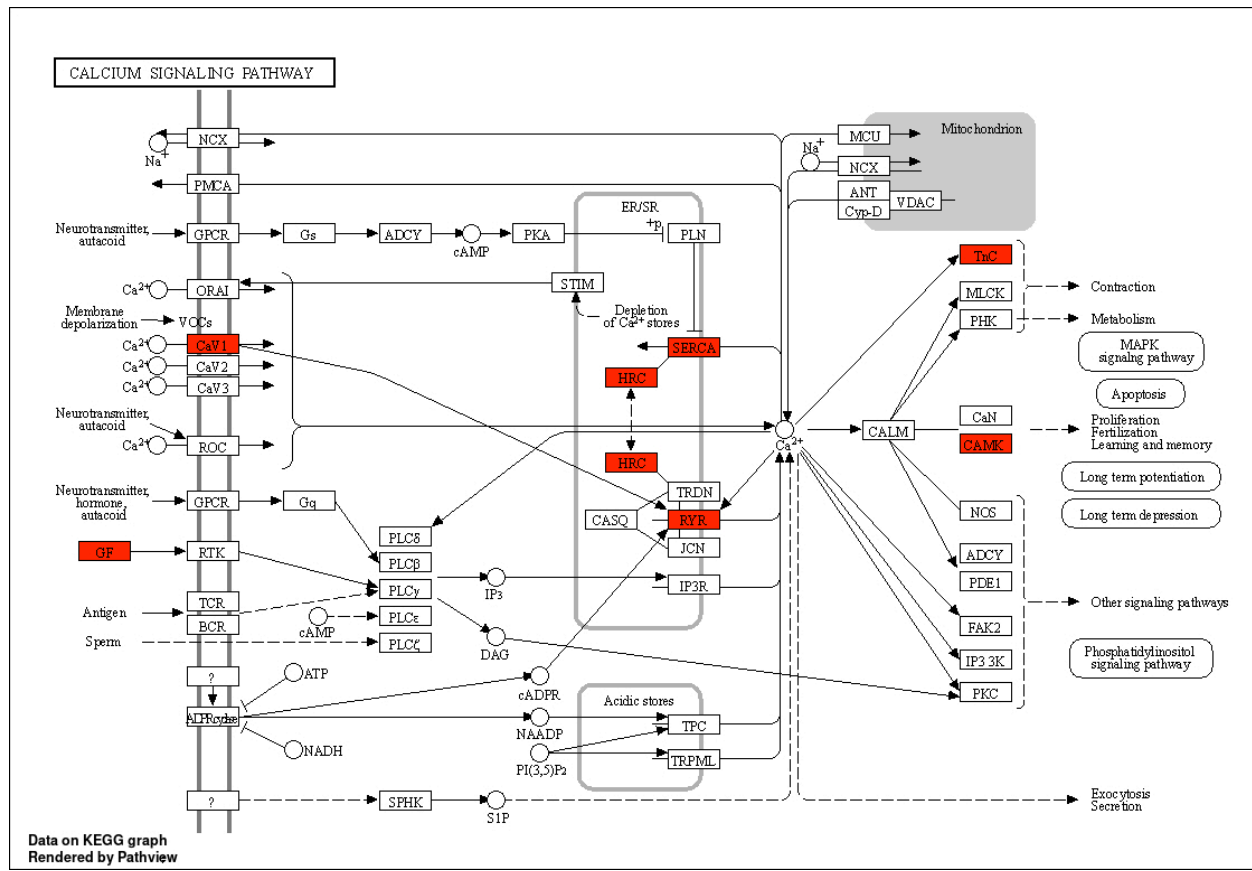 CALCIUM SIGNALING PATHWAY
NCX
Na+
PMCA
Neurotransmitter,
autacoid
GPCR
Gs
ADCY
cAMP
PKA
+p
PLN
ER/SR
Ca2+
ORAI
STIM
Depletion
of Ca2+ stores
Membrane
depolarization
VOCs
Ca2+
CaV1
Ca2+
CaV2
Ca2+
CaV3
SERCA
HRC
HRC
Neurotransmitter,
autacoid
Ca2+
ROC
Neurotransmitter,
hormone,
autacoid
GPCR
Gq
TRDN
CASQ
RYR
JCN
IP3R
GF
RTK
PLCδ
PLCβ
PLCγ
PLCε
PLCζ
IP3
DAG
cAMP
Antigen
TCR
BCR
Sperm
?
ATP
NADH
cADPR
NAADP
PI(3,5)P2
Acidic stores
TPC
TRPML
?
SPHK
S1P
Mitochondrion
MCU
Na+
NCX
ANT
Cyp-D
VDAC
Ca2+
CALM
TnC
MLCK
PHK
Contraction
Metabolism
MAPK
signalng pathway
Apoptosis
CaN
CAMK
Proliferation
Fertilization
Learning and memory
Long term potentiation
Long term depression
NOS
ADCY
PDE1
FAK2
IP3 3K
PKC
Other signaling pathways
Phosphatidylinositol
signaling pathway
Exocytosis
Secretion
Data on KEGG graph
Rendered by Pathview